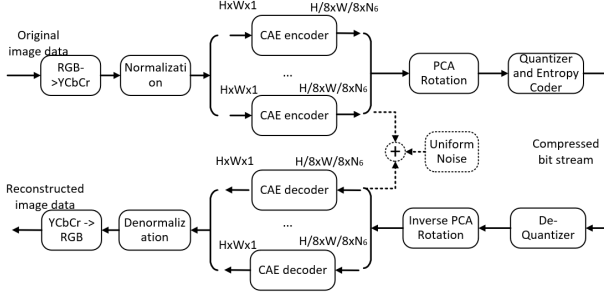 HxWx1
H/8xW/8xN6
Original
image data
CAE encoder
RGB-
>YCbCr
Normalizati
on
...
PCA
Rotation
Quantizer
and Entropy
Coder
HxWx1
H/8xW/8xN6
CAE encoder
+
Uniform
Noise
Compressed
bit stream
HxWx1
H/8xW/8xN6
Reconstructed
image data
CAE decoder
YCbCr ->
RGB
Denormaliz
ation
...
Inverse PCA
Rotation
De-
Quantizer
HxWx1
H/8xW/8xN6
CAE decoder